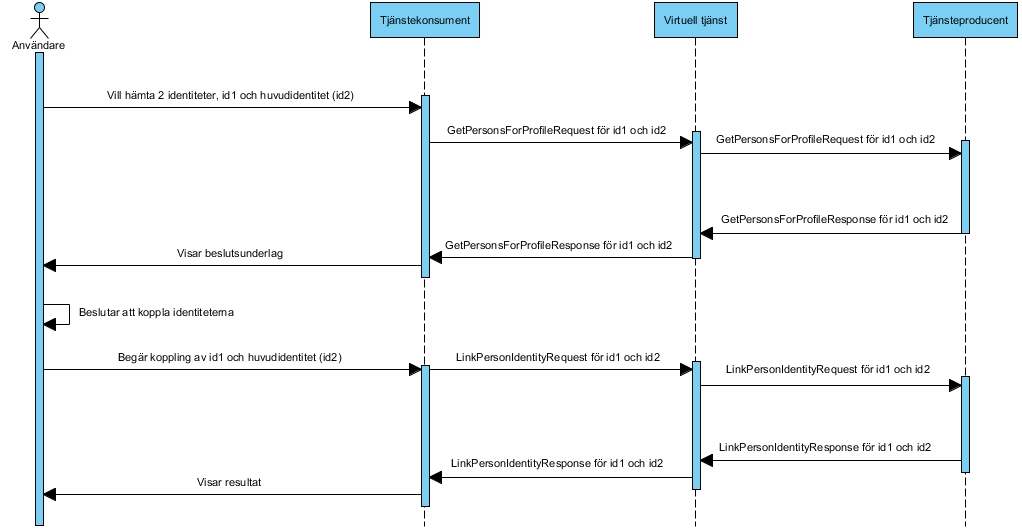 Användare
Tjänstekonsument
Virtuell tjänst
Tjänsteproducent
Vill hämta 2 identiteter, id1 och huvudidentitet (id2)
GetPersonsForProfileRequest för id1 och id2
GetPersonsForProfileRequest för id1 och id2
GetPersonsForProfileResponse för id1 och id2
GetPersonsForProfileResponse för id1 och id2
Visar beslutsunderlag
Beslutar att koppla identiteterna
Begär koppling av id1 och huvudidentitet (id2)
LinkPersonIdentityRequest för id1 och id2
LinkPersonIdentityRequest för id1 och id2
LinkPersonIdentityResponse för id1 och id2
LinkPersonIdentityResponse för id1 och id2
Visar resultat